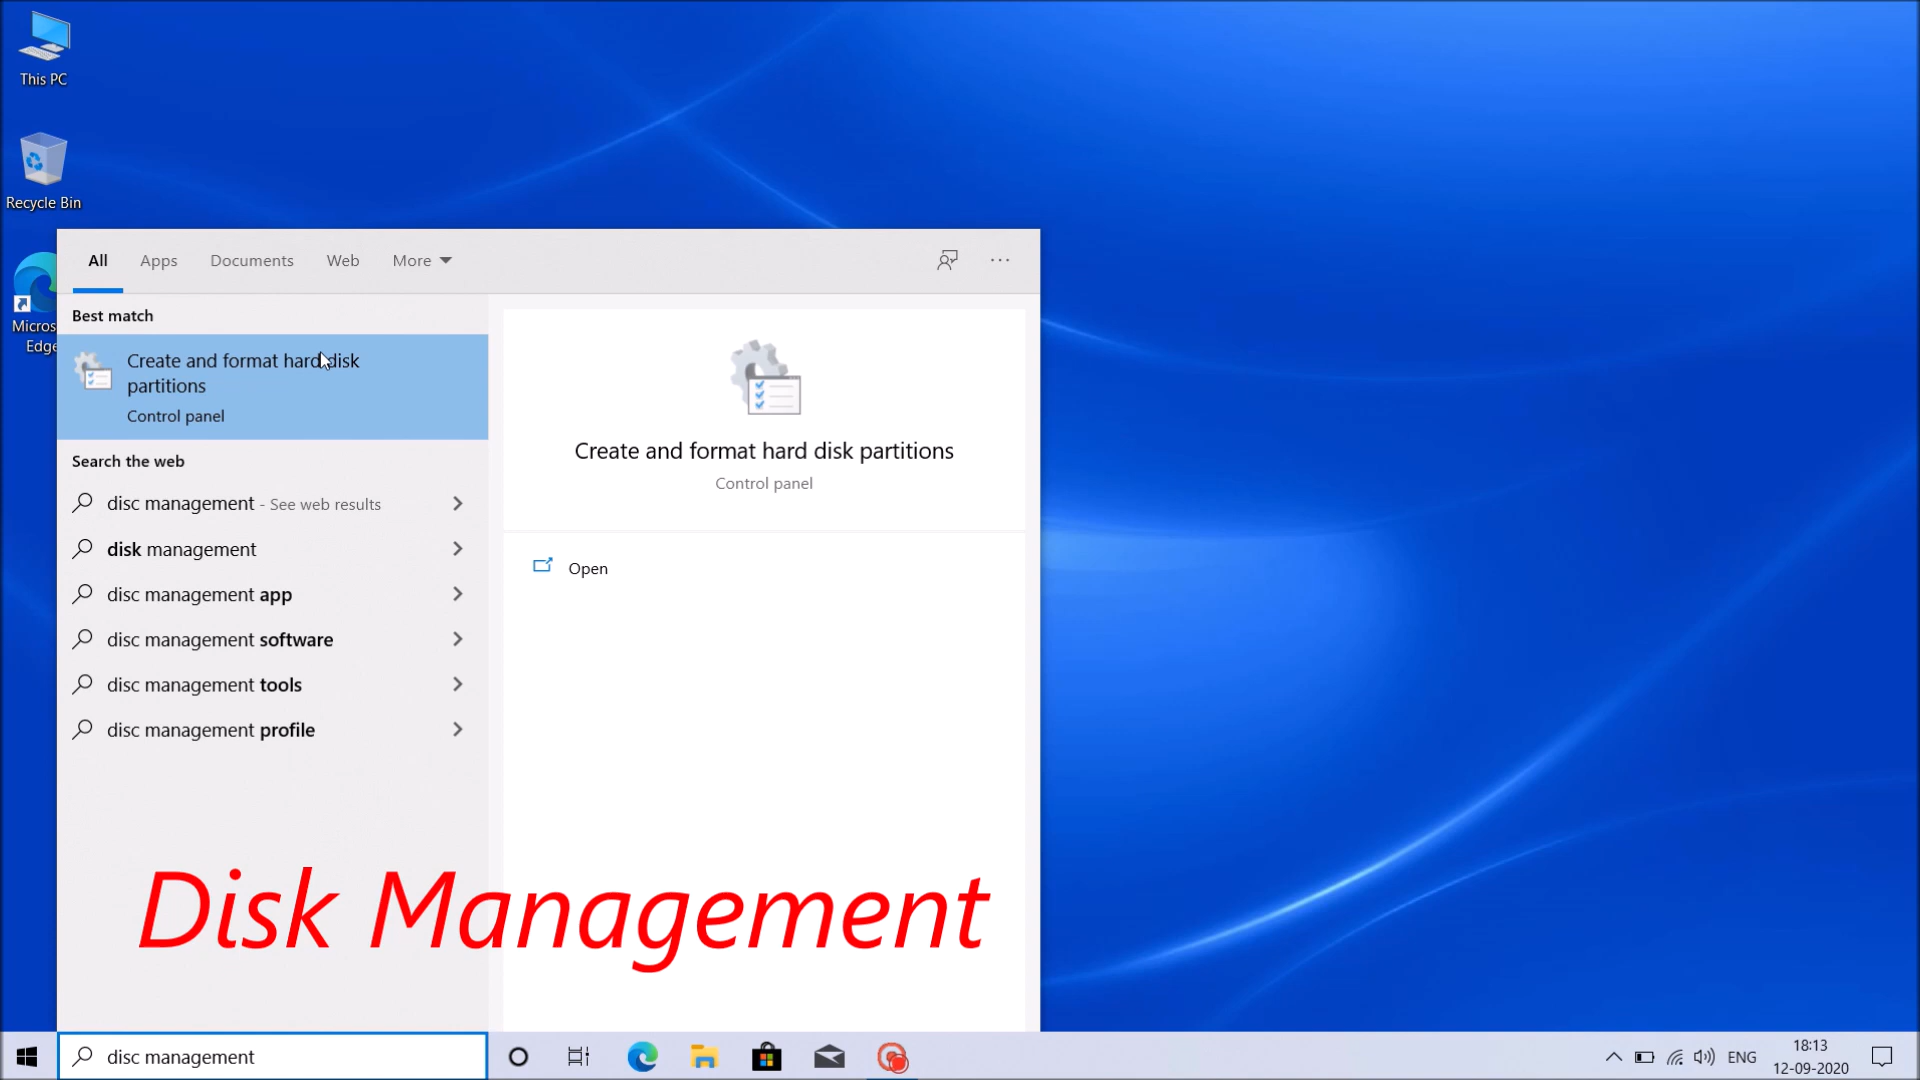 This PC
Recycle Bin
Micros
Edge
All Apps Documents Web More
Best match
Create and format hard disk
partitions
Control panel
Search the web
disc management - See web results
disk management
disc management app
disc management software
disc management tools
disc management profile
Create and format hard disk partitions
Control panel
Open
Disk Management
disc management
ENG
18:13
12-09-2020